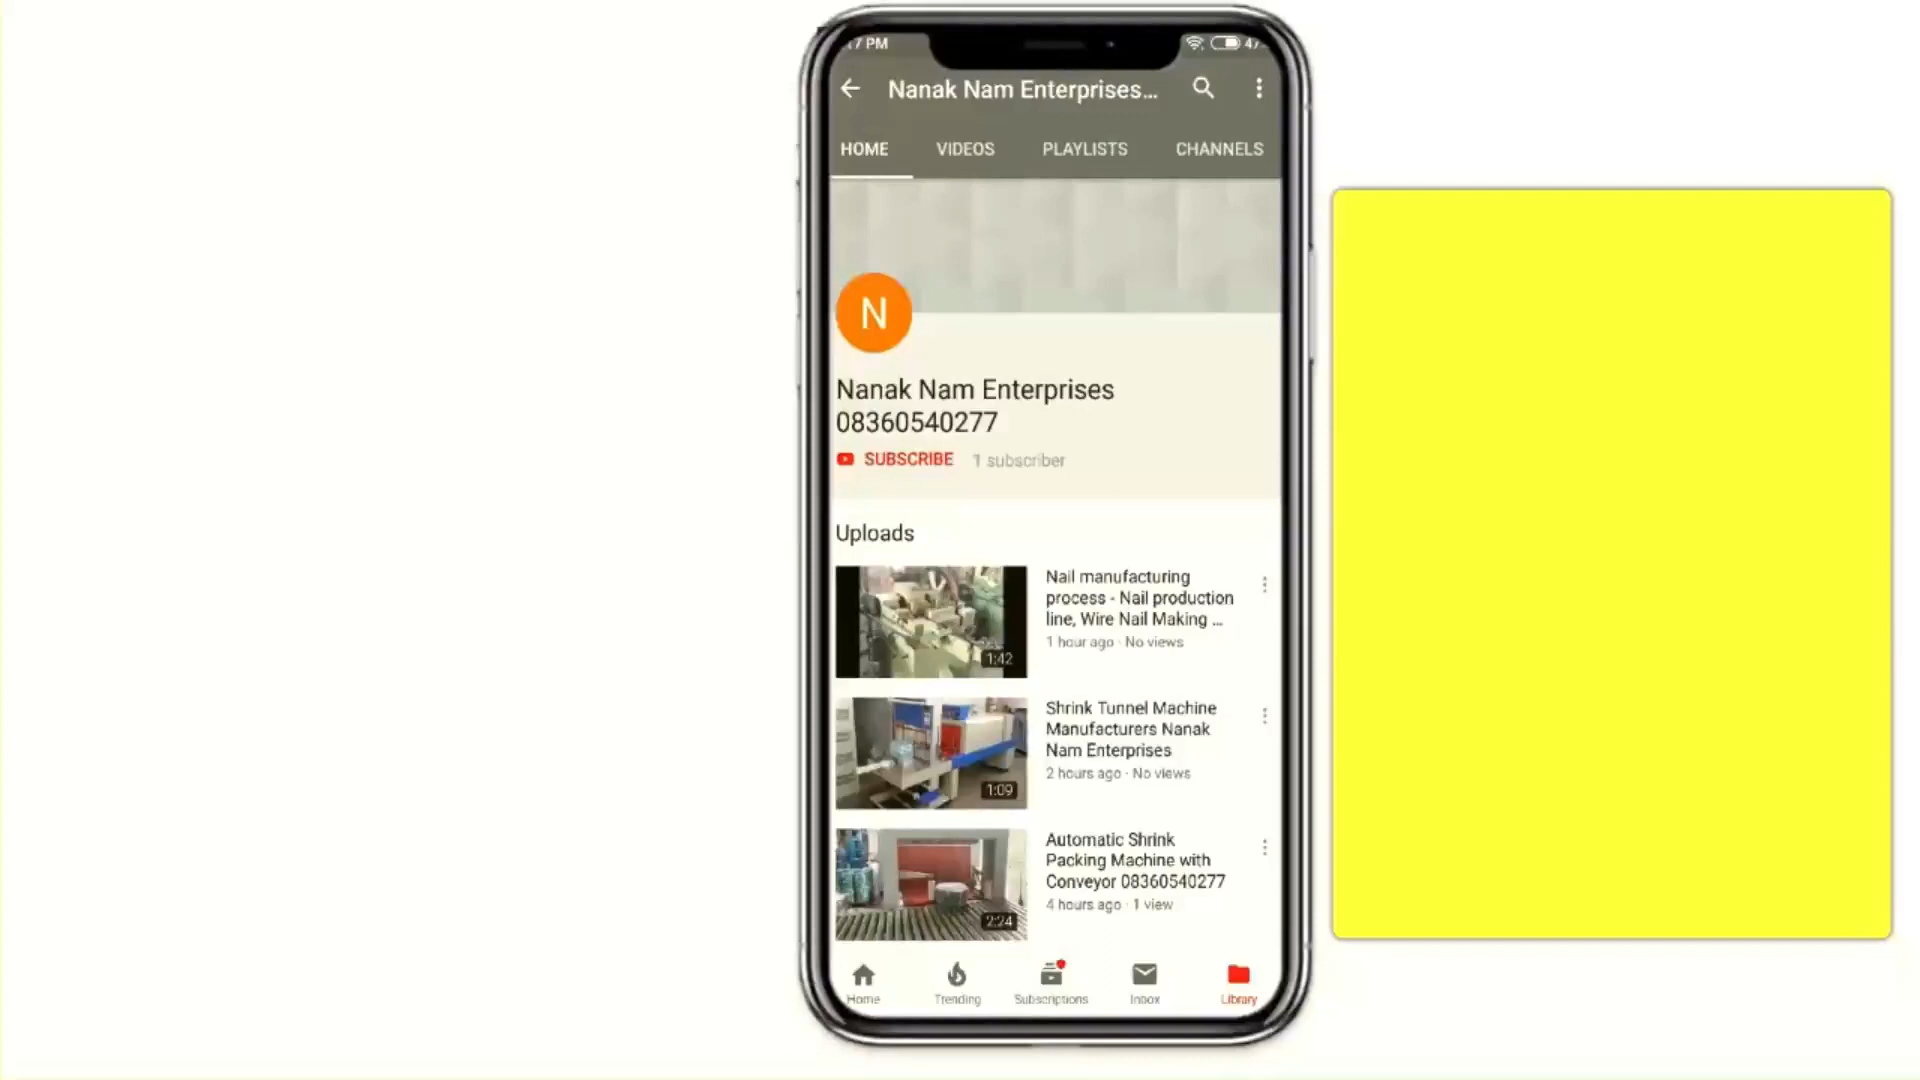 17 PM
47
Nanak Nam Enterprises...
HOME VIDEOS PLAYLISTS CHANNELS
N
Nanak Nam Enterprises
08360540277
SUBSCRIBE 1 subscriber
Uploads
Nail manufacturing
process - Nail production
line, Wire Nail Making ...
1 hour ago · No views
1:42
Shrink Tunnel Machine
Manufacturers Nanak
Nam Enterprises
2 hours ago · No views
1:09
Automatic Shrink
Packing Machine with
Conveyor 08360540277
4 hours ago · 1 view
2:24
Home Trending Subscriptions Inbox Library